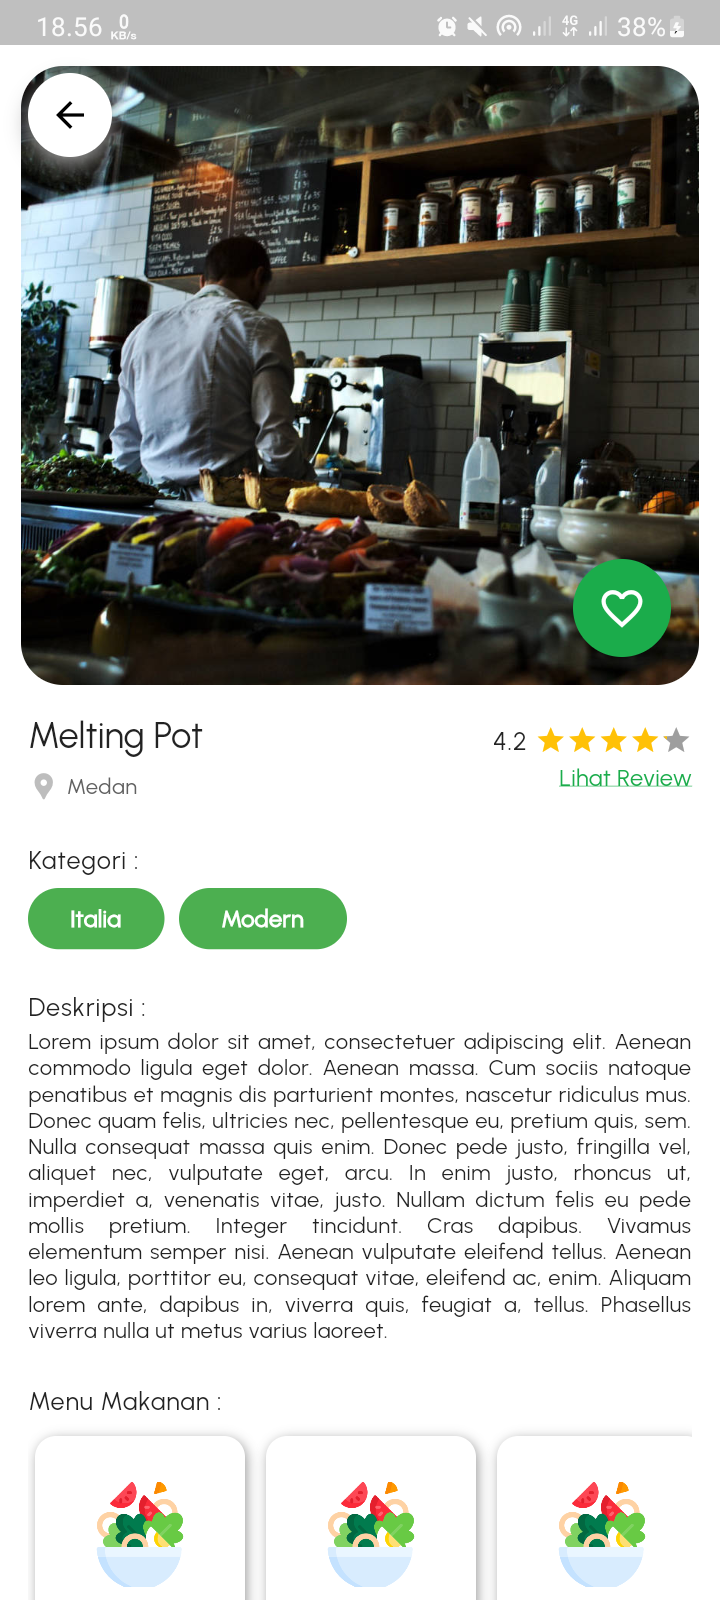 18.56 0 KB/s 4G 38%
Melting Pot
4.2
Medan
Lihat Review
Kategori :
Italia Modern
Deskripsi :
Lorem ipsum dolor sit amet, consectetuer adipiscing elit. Aenean
commodo ligula eget dolor. Aenean massa. Cum sociis natoque
penatibus et magnis dis parturient montes, nascetur ridiculus mus.
Donec quam felis, ultricies nec, pellentesque eu, pretium quis, sem.
Nulla consequat massa quis enim. Donec pede justo, fringilla vel,
aliquet nec, vulputate eget, arcu. In enim justo, rhoncus ut,
imperdiet a, venenatis vitae, justo. Nullam dictum felis eu pede
mollis pretium. Integer tincidunt. Cras dapibus. Vivamus
elementum semper nisi. Aenean vulputate eleifend tellus. Aenean
leo ligula, porttitor eu, consequat vitae, eleifend ac, enim. Aliquam
lorem ante, dapibus in, viverra quis, feugiat a, tellus. Phasellus
viverra nulla ut metus varius laoreet.
Menu Makanan :